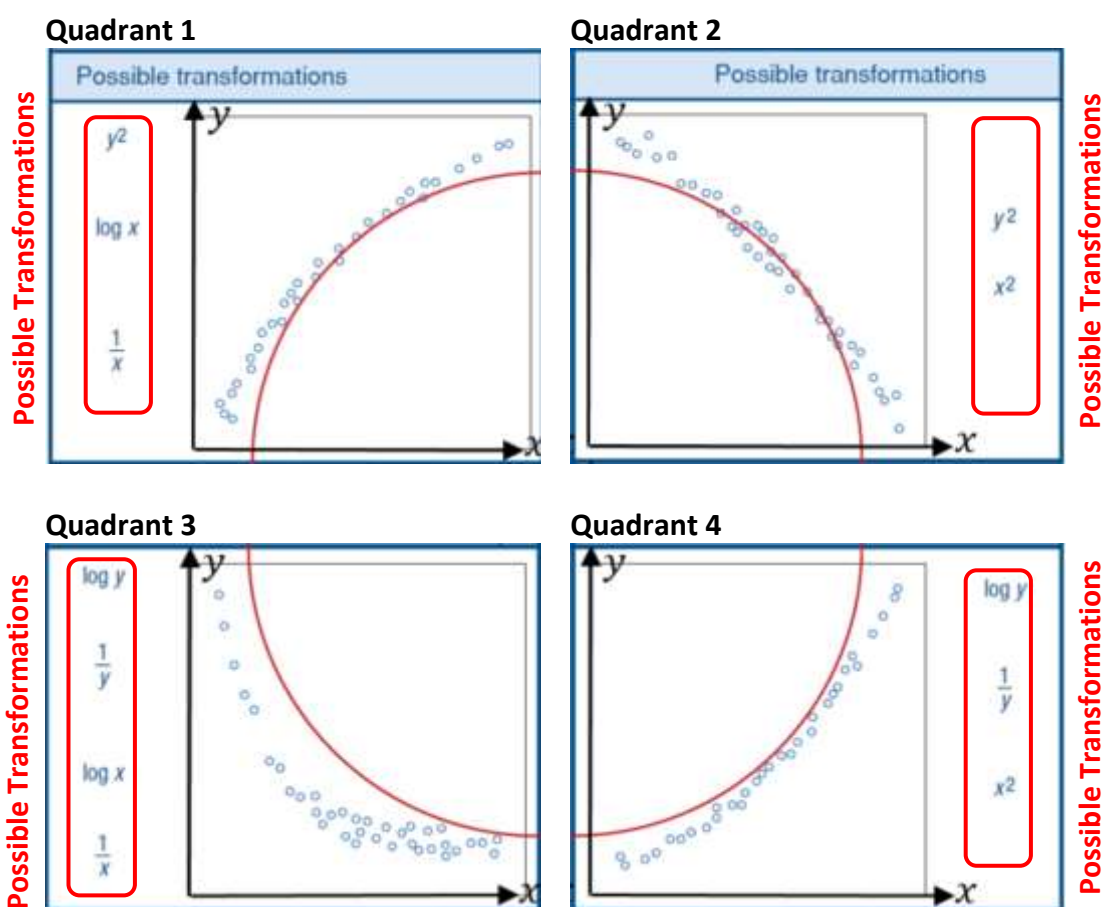 Quadrant 1
Possible transformations
Possible Transformations
y
y²
log x
1/x
x
Quadrant 2
Possible transformations
y
y²
x²
x
Possible Transformations
Quadrant 3
Possible Transformations
log y
1/y
log x
1/x
y
x
Quadrant 4
y
log y
1/y
x²
x
Possible Transformations